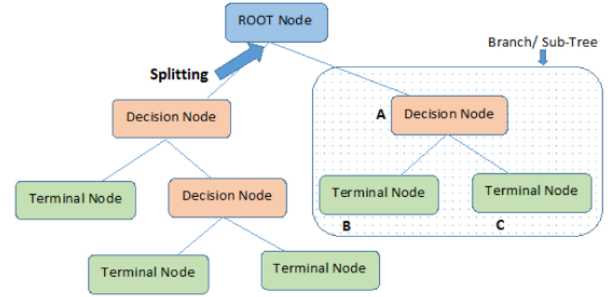 ROOT Node
Branch/ Sub-Tree
Splitting
Decision Node
A
Decision Node
Terminal Node
Decision Node
Terminal Node
Terminal Node
B
C
Terminal Node
Terminal Node